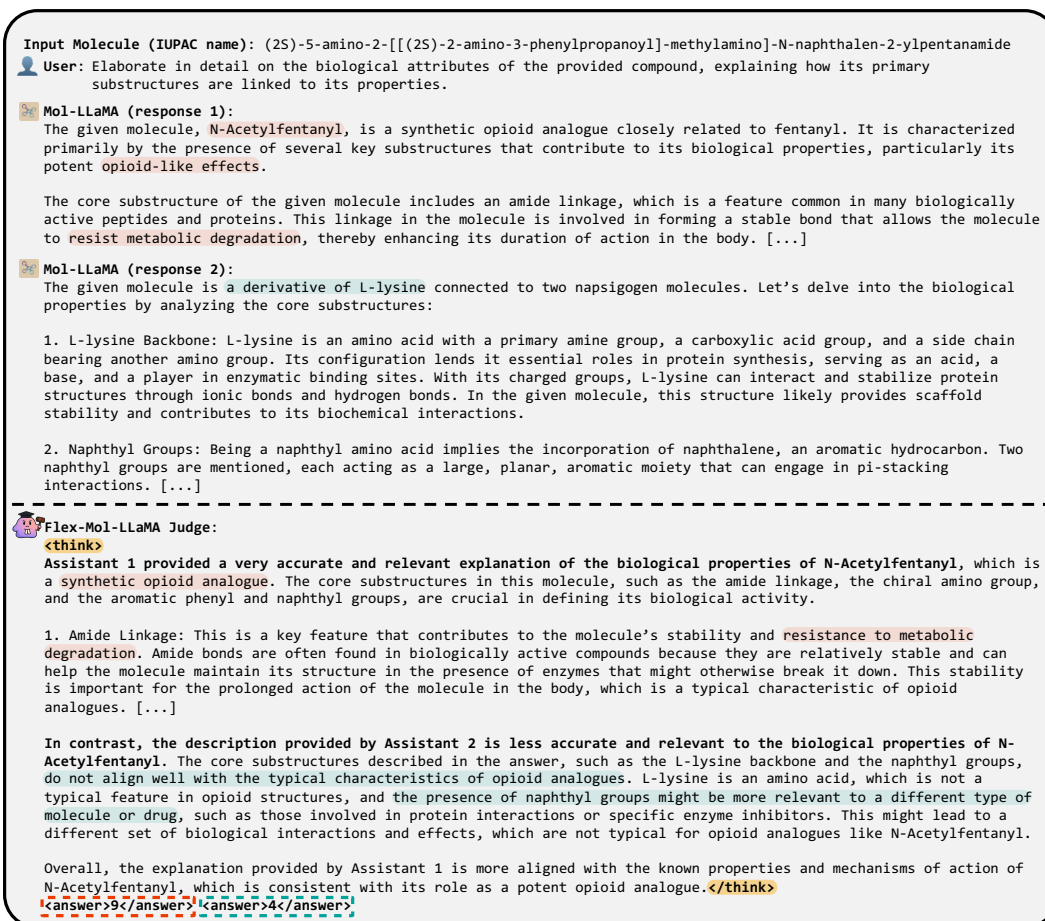 Input Molecule (IUPAC name): (2S)-5-amino-2-[[(2S)-2-amino-3-phenylpropanoyl]-methylamino]-N-naphthalen-2-ylpentanamide
User: Elaborate in detail on the biological attributes of the provided compound, explaining how its primary
substructures are linked to its properties.
Mol-LLaMA (response 1):
The given molecule, N-Acetylfentanyl, is a synthetic opioid analogue closely related to fentanyl. It is characterized
primarily by the presence of several key substructures that contribute to its biological properties, particularly its
potent opioid-like effects.
The core substructure of the given molecule includes an amide linkage, which is a feature common in many biologically
active peptides and proteins. This linkage in the molecule is involved in forming a stable bond that allows the molecule
to resist metabolic degradation, thereby enhancing its duration of action in the body. [...]
Mol-LLaMA (response 2):
The given molecule is a derivative of L-lysine connected to two napsigogen molecules. Let's delve into the biological
properties by analyzing the core substructures:
1. L-lysine Backbone: L-lysine is an amino acid with a primary amine group, a carboxylic acid group, and a side chain
bearing another amino group. Its configuration lends it essential roles in protein synthesis, serving as an acid, a
base, and a player in enzymatic binding sites. With its charged groups, L-lysine can interact and stabilize protein
structures through ionic bonds and hydrogen bonds. In the given molecule, this structure likely provides scaffold
stability and contributes to its biochemical interactions.
2. Naphthyl Groups: Being a naphthyl amino acid implies the incorporation of naphthalene, an aromatic hydrocarbon. Two
naphthyl groups are mentioned, each acting as a large, planar, aromatic moiety that can engage in pi-stacking
interactions. [...]
Flex-Mol-LLaMA Judge:
<think>
Assistant 1 provided a very accurate and relevant explanation of the biological properties of N-Acetylfentanyl, which is
a synthetic opioid analogue. The core substructures in this molecule, such as the amide linkage, the chiral amino group,
and the aromatic phenyl and naphthyl groups, are crucial in defining its biological activity.
1. Amide Linkage: This is a key feature that contributes to the molecule's stability and resistance to metabolic
degradation. Amide bonds are often found in biologically active compounds because they are relatively stable and can
help the molecule maintain its structure in the presence of enzymes that might otherwise break it down. This stability
is important for the prolonged action of the molecule in the body, which is a typical characteristic of opioid
analogues. [...]
In contrast, the description provided by Assistant 2 is less accurate and relevant to the biological properties of N-
Acetylfentanyl. The core substructures described in the answer, such as the L-lysine backbone and the naphthyl groups,
do not align well with the typical characteristics of opioid analogues. L-lysine is an amino acid, which is not a
typical feature in opioid structures, and the presence of naphthyl groups might be more relevant to a different type of
molecule or drug, such as those involved in protein interactions or specific enzyme inhibitors. This might lead to a
different set of biological interactions and effects, which are not typical for opioid analogues like N-Acetylfentanyl.
Overall, the explanation provided by Assistant 1 is more aligned with the known properties and mechanisms of action of
N-Acetylfentanyl, which is consistent with its role as a potent opioid analogue.</think>
<answer>9</answer> <answer>4</answer>